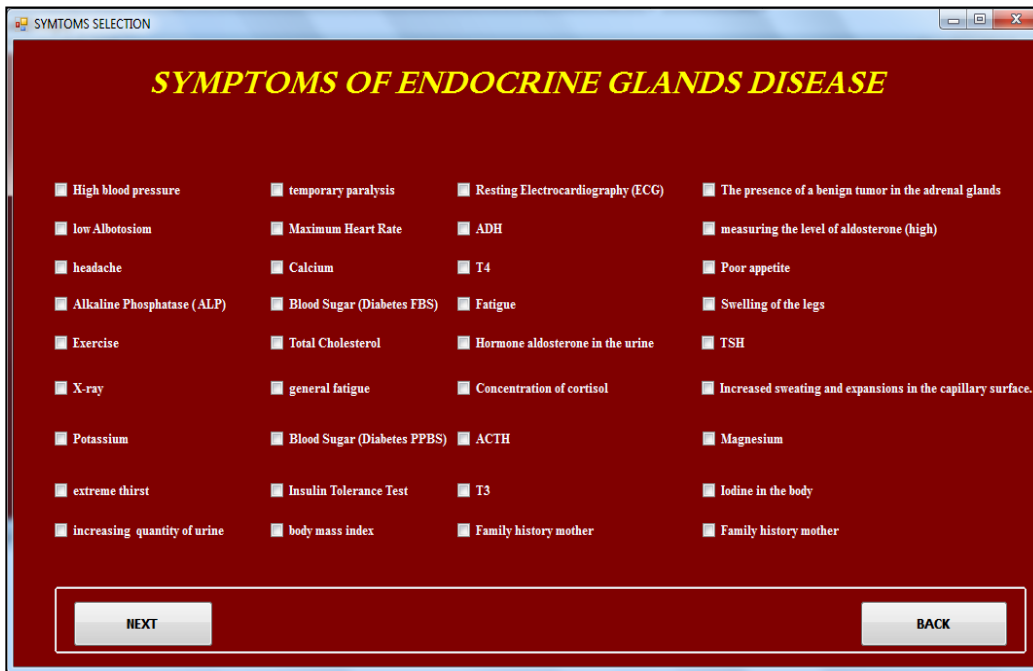 SYMTOMS SELECTION
SYMPTOMS OF ENDOCRINE GLANDS DISEASE
High blood pressure
temporary paralysis
Resting Electrocardiography (ECG)
The presence of a benign tumor in the adrenal glands
low Albotosiom
Maximum Heart Rate
ADH
measuring the level of aldosterone (high)
headache
Calcium
T4
Poor appetite
Alkaline Phosphatase ( ALP)
Blood Sugar (Diabetes FBS)
Fatigue
Swelling of the legs
Exercise
Total Cholesterol
Hormone aldosterone in the urine
TSH
X-ray
general fatigue
Concentration of cortisol
Increased sweating and expansions in the capillary surface.
Potassium
Blood Sugar (Diabetes PPBS)
ACTH
Magnesium
extreme thirst
Insulin Tolerance Test
T3
Iodine in the body
increasing quantity of urine
body mass index
Family history mother
Family history mother
NEXT
BACK